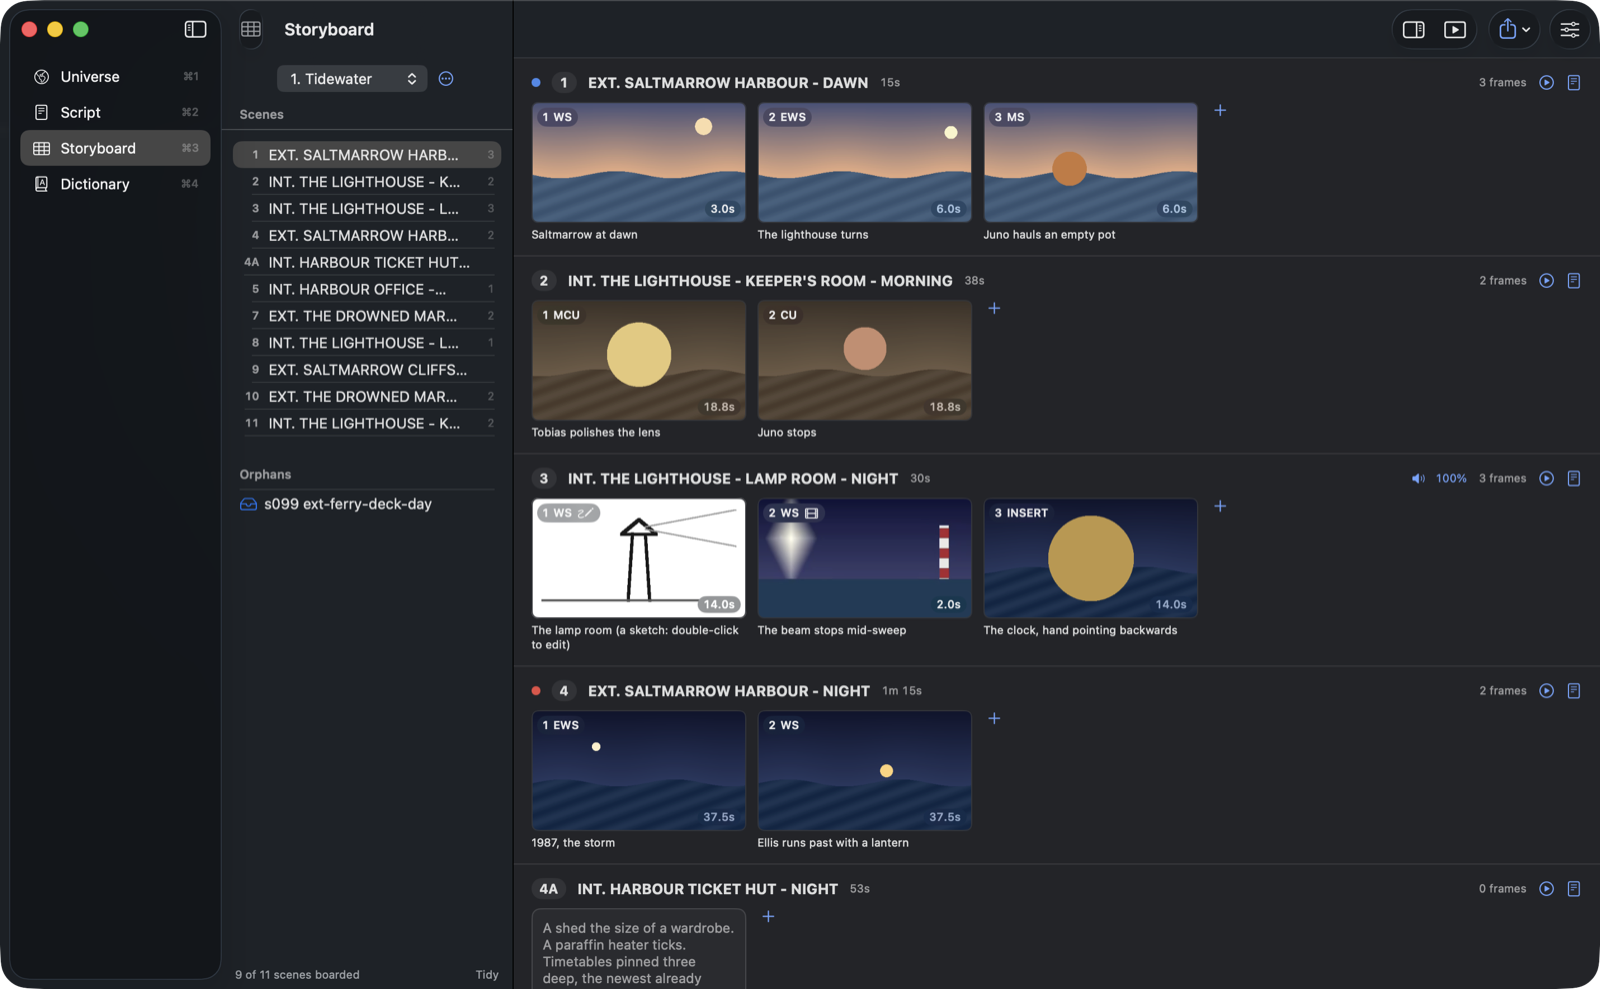 Storyboard
Universe ⌘1
Script ⌘2
Storyboard ⌘3
Dictionary ⌘4
1. Tidewater
Scenes
1 EXT. SALTMARROW HARB... 3
2 INT. THE LIGHTHOUSE - K... 2
3 INT. THE LIGHTHOUSE - L... 3
4 EXT. SALTMARROW HARB... 2
4A INT. HARBOUR TICKET HUT...
5 INT. HARBOUR OFFICE -... 1
7 EXT. THE DROWNED MAR... 2
8 INT. THE LIGHTHOUSE - L... 1
9 EXT. SALTMARROW CLIFFS...
10 EXT. THE DROWNED MAR... 2
11 INT. THE LIGHTHOUSE - K... 2
Orphans
s099 ext-ferry-deck-day
9 of 11 scenes boarded Tidy
1 EXT. SALTMARROW HARBOUR - DAWN 15s 3 frames
1 WS 2 EWS 3 MS
3.0s 6.0s 6.0s
Saltmarrow at dawn The lighthouse turns Juno hauls an empty pot
2 INT. THE LIGHTHOUSE - KEEPER'S ROOM - MORNING 38s 2 frames
1 MCU 2 CU
18.8s 18.8s
Tobias polishes the lens Juno stops
3 INT. THE LIGHTHOUSE - LAMP ROOM - NIGHT 30s 100% 3 frames
1 WS 2 WS 3 INSERT
14.0s 2.0s 14.0s
The lamp room (a sketch: double-click The beam stops mid-sweep The clock, hand pointing backwards
to edit)
4 EXT. SALTMARROW HARBOUR - NIGHT 1m 15s 2 frames
1 EWS 2 WS
37.5s 37.5s
1987, the storm Ellis runs past with a lantern
4A INT. HARBOUR TICKET HUT - NIGHT 53s 0 frames
A shed the size of a wardrobe.
A paraffin heater ticks.
Timetables pinned three
deep, the newest already